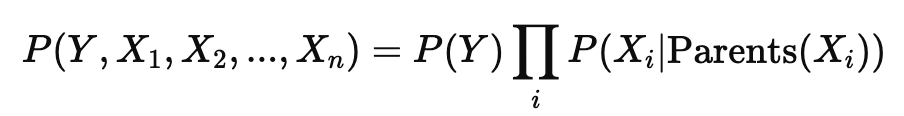 P(Y, X₁, X₂, ..., Xₙ) = P(Y) ∏ᵢ P(Xᵢ|Parents(Xᵢ))